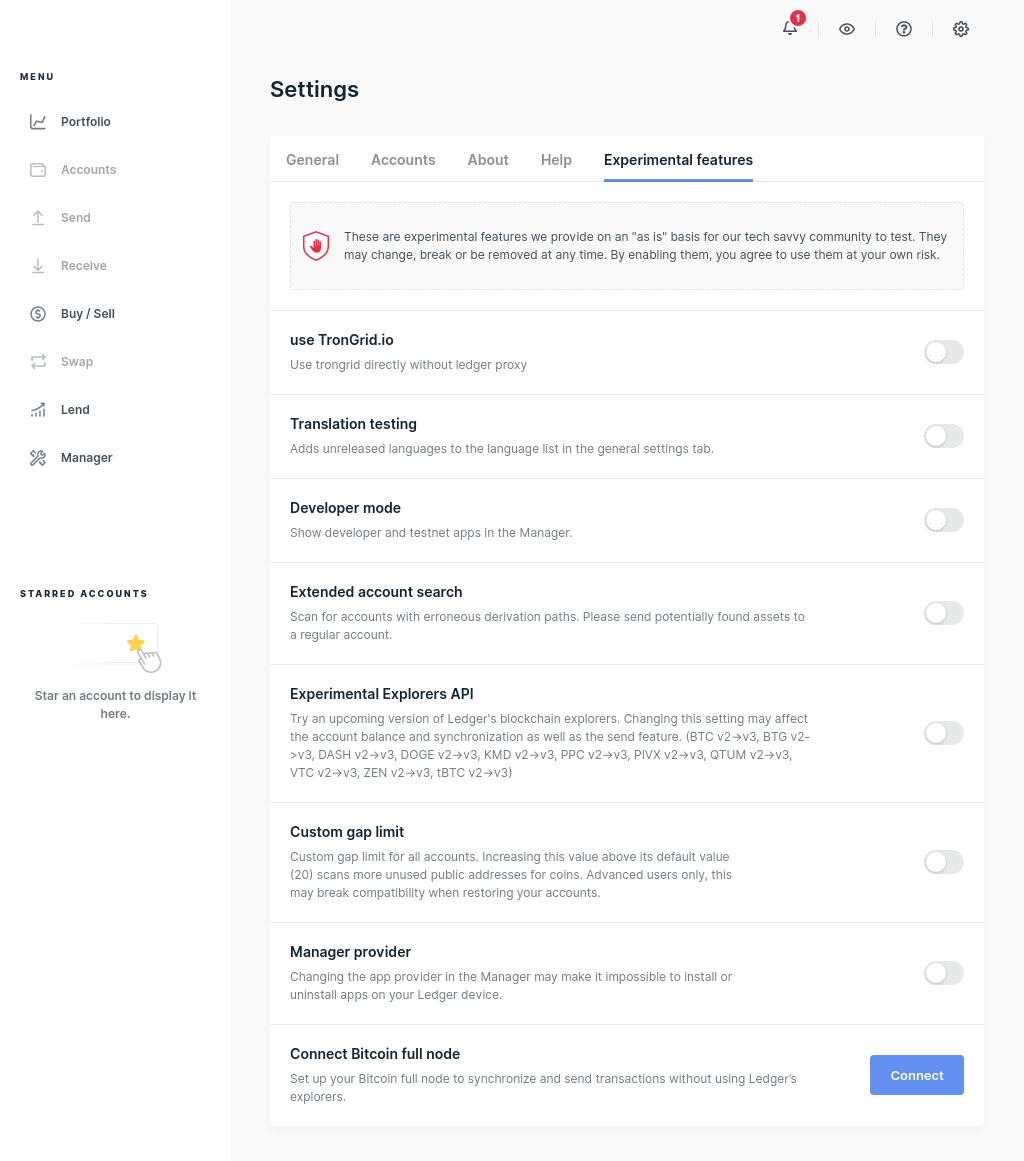 1
MENU
Portfolio
Accounts
Send
Receive
Buy / Sell
Swap
Lend
Manager
STARRED ACCOUNTS
Star an account to display it
here.
Settings
General Accounts About Help Experimental features
These are experimental features we provide on an "as is" basis for our tech savvy community to test. They
may change, break or be removed at any time. By enabling them, you agree to use them at your own risk.
use TronGrid.io
Use trongrid directly without ledger proxy
Translation testing
Adds unreleased languages to the language list in the general settings tab.
Developer mode
Show developer and testnet apps in the Manager.
Extended account search
Scan for accounts with erroneous derivation paths. Please send potentially found assets to
a regular account.
Experimental Explorers API
Try an upcoming version of Ledger's blockchain explorers. Changing this setting may affect
the account balance and synchronization as well as the send feature. (BTC v2->v3, BTG v2-
>v3, DASH v2->v3, DOGE v2->v3, KMD v2->v3, PPC v2->v3, PIVX v2->v3, QTUM v2->v3,
VTC v2->v3, ZEN v2->v3, tBTC v2->v3)
Custom gap limit
Custom gap limit for all accounts. Increasing this value above its default value
(20) scans more unused public addresses for coins. Advanced users only, this
may break compatibility when restoring your accounts.
Manager provider
Changing the app provider in the Manager may make it impossible to install or
uninstall apps on your Ledger device.
Connect Bitcoin full node
Set up your Bitcoin full node to synchronize and send transactions without using Ledger’s
explorers.
Connect